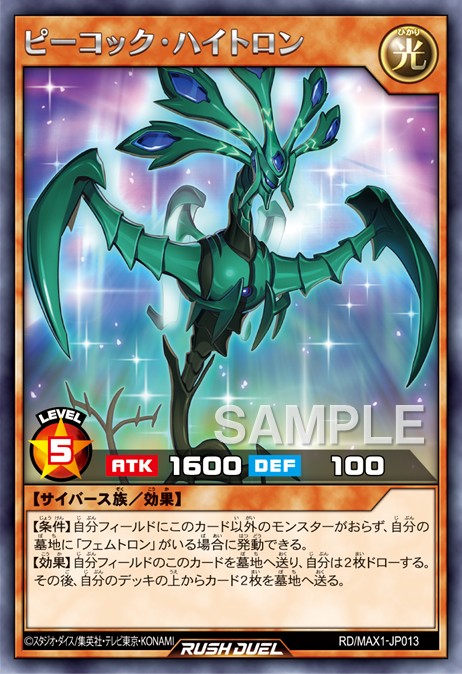 ピーコック・ハイトロン
光
ひかり
SAMPLE
LEVEL
5
ATK 1600 DEF 100
【サイバース族/効果】
【条件】自分フィールドにこのカード以外のモンスターがおらず、自分の
墓地に「フェムトロン」がいる場合に発動できる。
【効果】自分フィールドのこのカードを墓地へ送り、自分は2枚ドローする。
その後、自分のデッキの上からカード2枚を墓地へ送る。
©スタジオ・ダイス/集英社・テレビ東京・KONAMI
RUSH DUEL
RD/MAX1-JP013